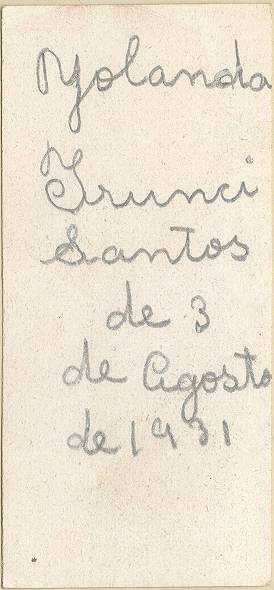 Yolanda
Trunci
Santos
de 3
de Agosto
de 1931